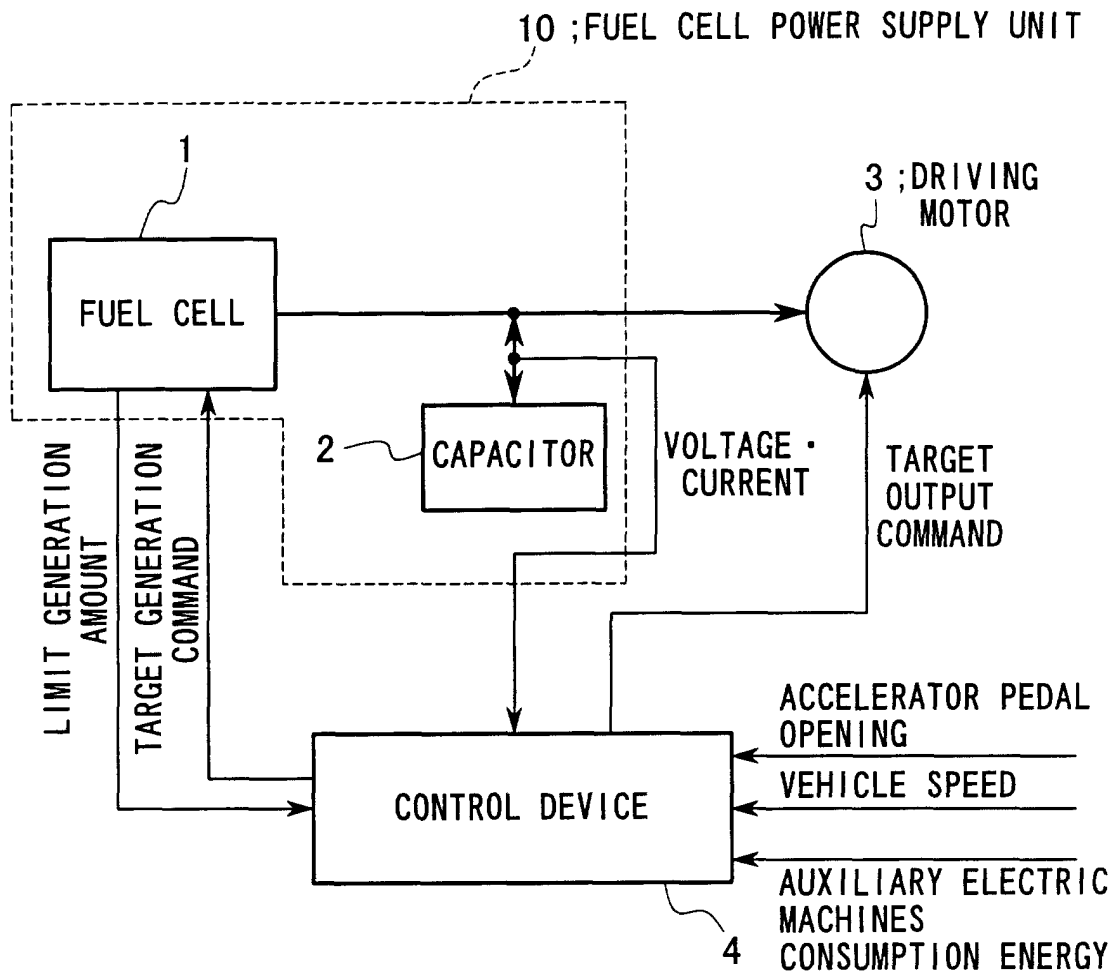 10 ;FUEL CELL POWER SUPPLY UNIT
1
3 ;DRIVING
MOTOR
FUEL CELL
2
CAPACITOR
VOLTAGE・
CURRENT
TARGET
OUTPUT
COMMAND
LIMIT GENERATION
AMOUNT
TARGET GENERATION
COMMAND
ACCELERATOR PEDAL
OPENING
VEHICLE SPEED
CONTROL DEVICE
AUXILIARY ELECTRIC
MACHINES
CONSUMPTION ENERGY
4